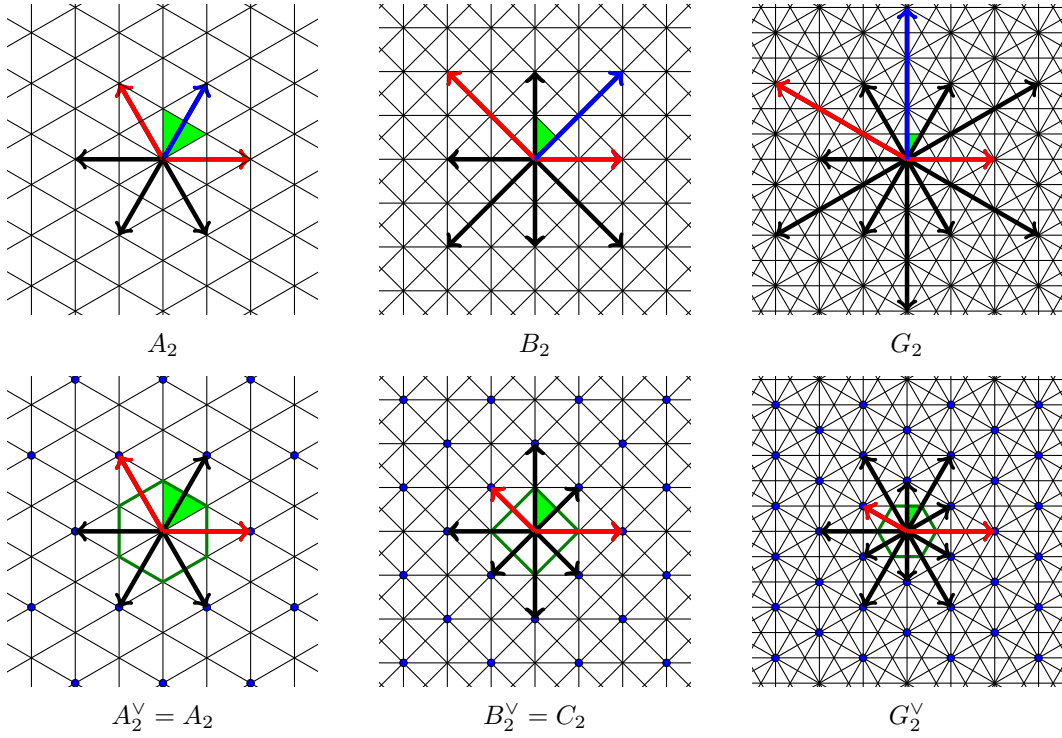 A₂ B₂ G₂
A₂^∨ = A₂ B₂^∨ = C₂ G₂^∨